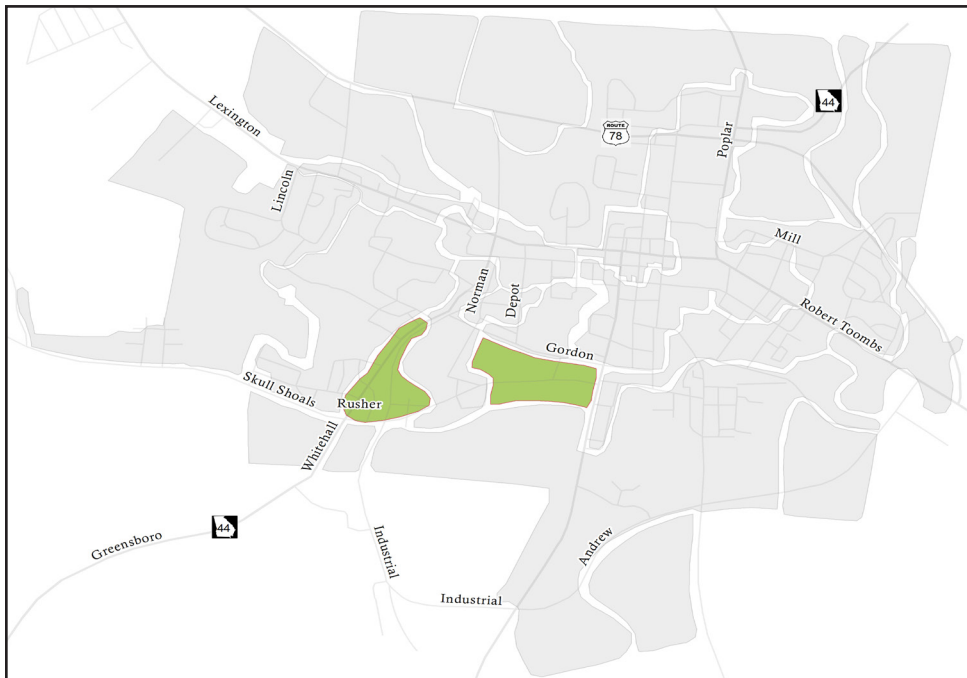 44
ROUTE
78
Poplar
Lexington
Lincoln
Mill
Norman
Depot
Robert Toombs
Gordon
Skull Shoals
Rusher
Whitehall
44
Greensboro
Industrial
Andrew
Industrial